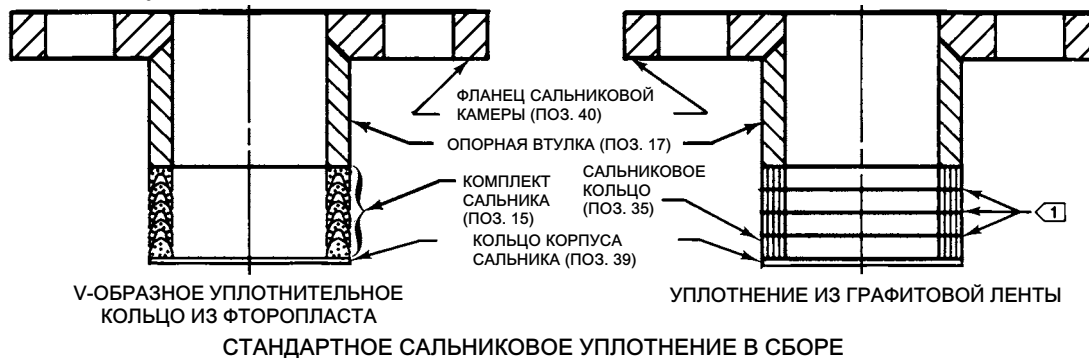 ФЛАНЕЦ САЛЬНИКОВОЙ
КАМЕРЫ (ПОЗ. 40)
ОПОРНАЯ ВТУЛКА (ПОЗ. 17)
КОМПЛЕКТ
САЛЬНИКА
(ПОЗ. 15)
САЛЬНИКОВОЕ
КОЛЬЦО
(ПОЗ. 35)
1
КОЛЬЦО КОРПУСА
САЛЬНИКА (ПОЗ. 39)
V-ОБРАЗНОЕ УПЛОТНИТЕЛЬНОЕ
КОЛЬЦО ИЗ ФТОРОПЛАСТА
УПЛОТНЕНИЕ ИЗ ГРАФИТОВОЙ ЛЕНТЫ
СТАНДАРТНОЕ САЛЬНИКОВОЕ УПЛОТНЕНИЕ В СБОРЕ